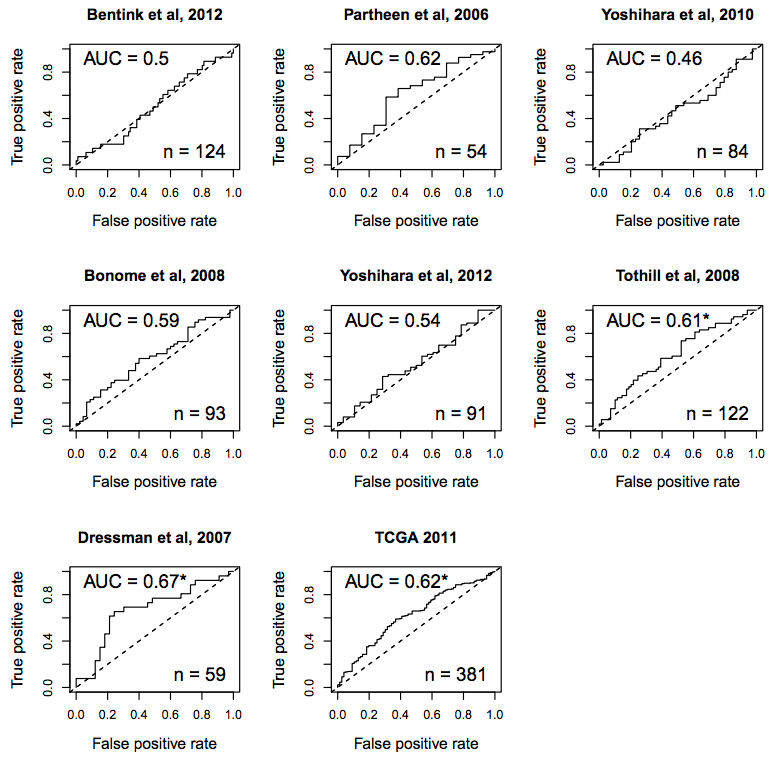 Bentink et al, 2012
True positive rate
0.0 0.4 0.8
AUC = 0.5
n = 124
0.0 0.2 0.4 0.6 0.8 1.0
False positive rate
Partheen et al, 2006
True positive rate
0.0 0.4 0.8
AUC = 0.62
n = 54
0.0 0.2 0.4 0.6 0.8 1.0
False positive rate
Yoshihara et al, 2010
True positive rate
0.0 0.4 0.8
AUC = 0.46
n = 84
0.0 0.2 0.4 0.6 0.8 1.0
False positive rate
Bonome et al, 2008
True positive rate
0.0 0.4 0.8
AUC = 0.59
n = 93
0.0 0.2 0.4 0.6 0.8 1.0
False positive rate
Yoshihara et al, 2012
True positive rate
0.0 0.4 0.8
AUC = 0.54
n = 91
0.0 0.2 0.4 0.6 0.8 1.0
False positive rate
Tothill et al, 2008
True positive rate
0.0 0.4 0.8
AUC = 0.61*
n = 122
0.0 0.2 0.4 0.6 0.8 1.0
False positive rate
Dressman et al, 2007
True positive rate
0.0 0.4 0.8
AUC = 0.67*
n = 59
0.0 0.2 0.4 0.6 0.8 1.0
False positive rate
TCGA 2011
True positive rate
0.0 0.4 0.8
AUC = 0.62*
n = 381
0.0 0.2 0.4 0.6 0.8 1.0
False positive rate